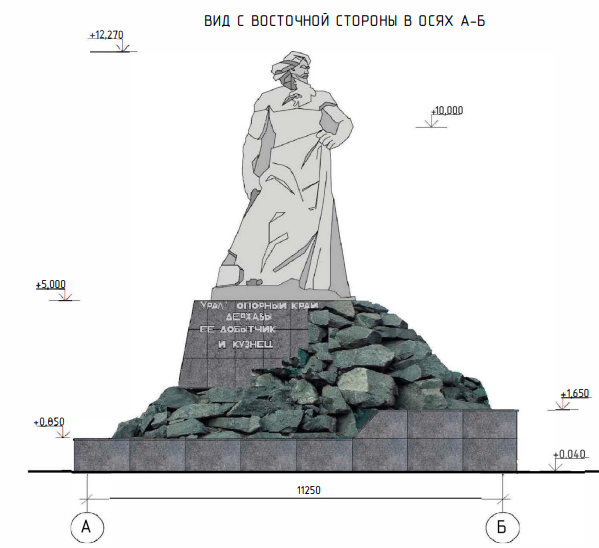 ВИД С ВОСТОЧНОЙ СТОРОНЫ В ОСЯХ А-Б
+12,270
+10,000
+5,000
УРАЛ ОПОРНЫЙ КРАЙ
ДЕРЖАВЫ
ЕЕ ДОБЫТЧИК
И КУЗНЕЦ
+1,650
+0,850
+0.040
11250
А
Б